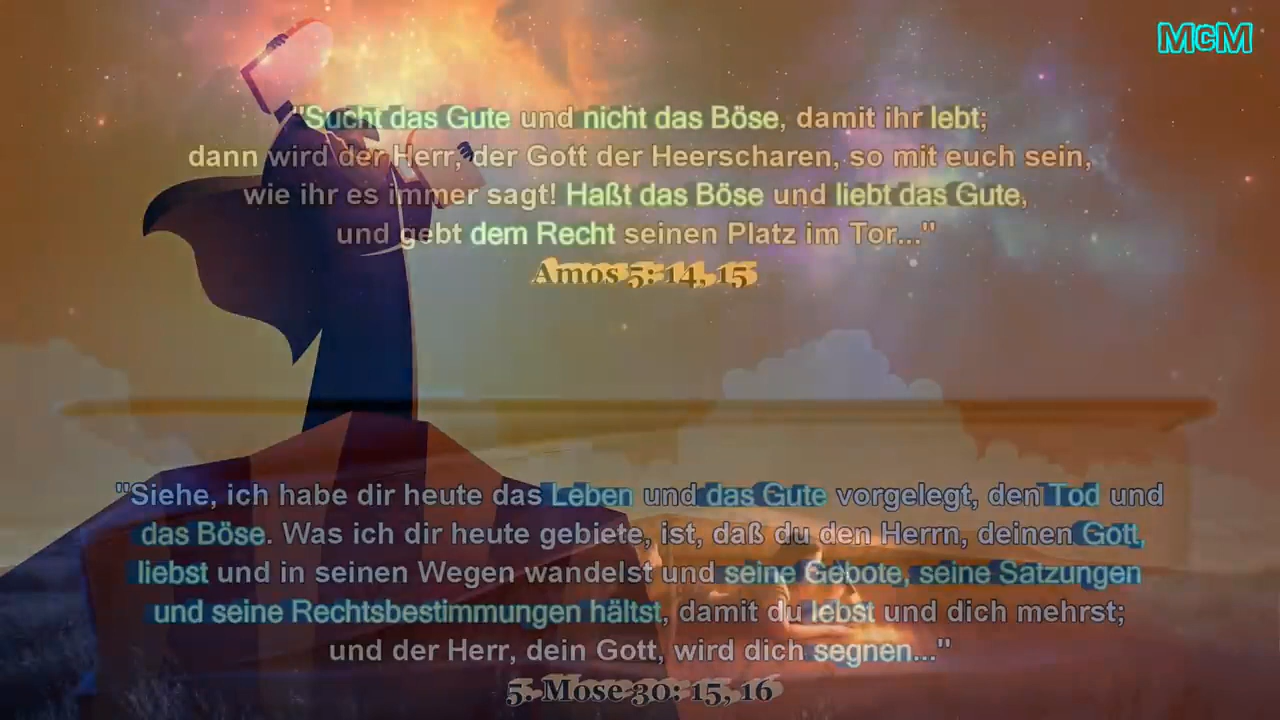 McM
"Sucht das Gute und nicht das Böse, damit ihr lebt;
dann wird der Herr, der Gott der Heerscharen, so mit euch sein,
wie ihr es immer sagt! Haßt das Böse und liebt das Gute,
und gebt dem Recht seinen Platz im Tor..."
Amos 5: 14, 15
"Siehe, ich habe dir heute das Leben und das Gute vorgelegt, den Tod und
das Böse. Was ich dir heute gebiete, ist, daß du den Herrn, deinen Gott,
liebst und in seinen Wegen wandelst und seine Gebote, seine Satzungen
und seine Rechtsbestimmungen hältst, damit du lebst und dich mehrst;
und der Herr, dein Gott, wird dich segnen..."
5. Mose 30: 15, 16